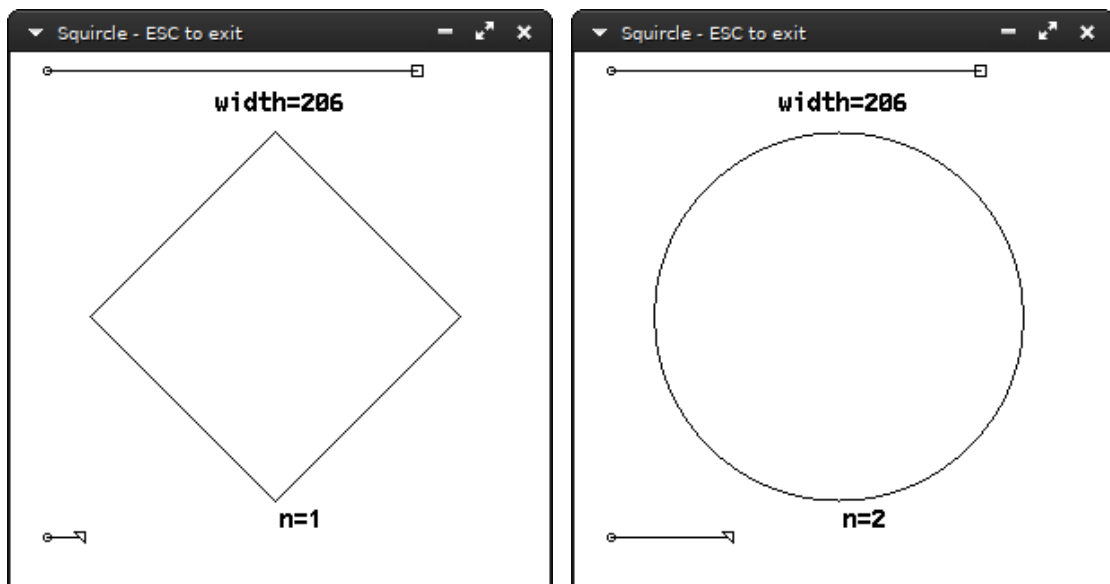 Squircle - ESC to exit
width=206
n=1
Squircle - ESC to exit
width=206
n=2